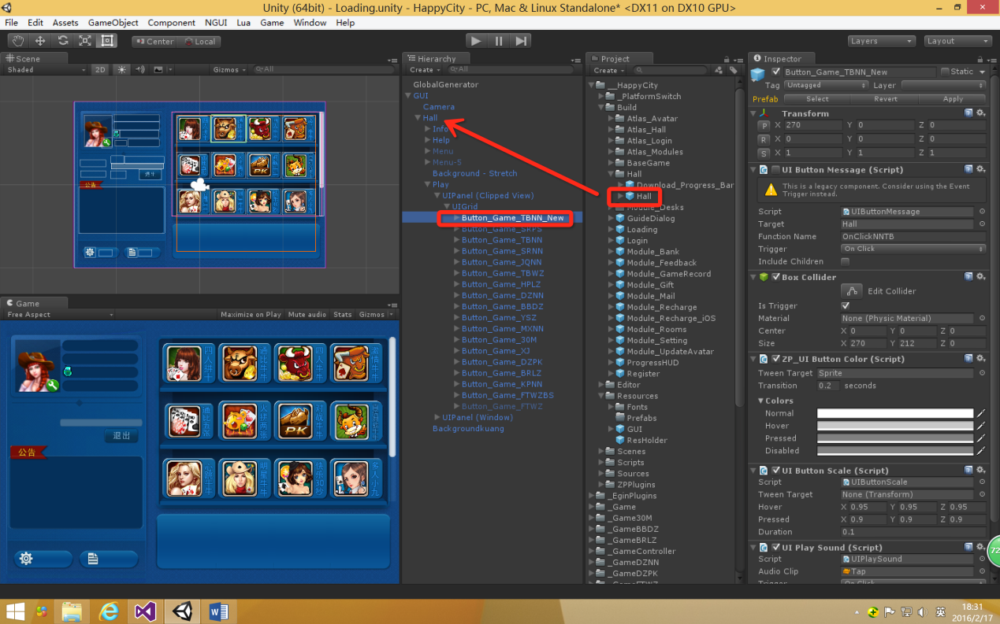 Unity (64bit) - Loading.unity - HappyCity - PC, Mac & Linux Standalone* <DX11 on DX10 GPU>
File Edit Assets GameObject Component NGUI Lua Game Window Help
Center Local Layers Layout
Scene
Shaded 2D Gizmos All
公告
Game
Free Aspect Maximize on Play Mute audio Stats Gizmos
退出
公告
Hierarchy
Create All
GlobalGenerator
GUI
Camera
Hall
Info
Help
Menu
Menu-5
Background - Stretch
Play
UIPanel (Clipped View)
UIGrid
Button_Game_TBNN_New
Button_Game_SRPS
Button_Game_TBNN
Button_Game_SRNN
Button_Game_JQNN
Button_Game_TBWZ
Button_Game_HPLZ
Button_Game_DZNN
Button_Game_BBDZ
Button_Game_YSZ
Button_Game_MXNN
Button_Game_30M
Button_Game_XJ
Button_Game_DZPK
Button_Game_BRLZ
Button_Game_KPNN
Button_Game_FTWZBS
Button_Game_FTWZ
UIPanel (Window)
Backgroundkuang
Project
Create
__HappyCity
_PlatformSwitch
Build
Atlas_Avatar
Atlas_Hall
Atlas_Login
Atlas_Modules
BaseGame
Hall
Download_Progress_Bar
Hall
Module_Desks
GuideDialog
Loading
Login
Module_Bank
Module_Feedback
Module_GameRecord
Module_Gift
Module_Mail
Module_Recharge
Module_Recharge_iOS
Module_Rooms
Module_Setting
Module_UpdateAvatar
ProgressHUD
Register
Editor
Resources
Fonts
Prefabs
GUI
ResHolder
Scenes
Scripts
Sources
ZPPlugins
_EginPlugins
_Game
_Game30M
_GameBBDZ
_GameBRLZ
_GameController
_GameDZNN
_GameDZPK
_GameFTWZ
Inspector
Button_Game_TBNN_New Static
Tag Untagged Layer
Prefab Select Revert Apply
Transform
P X 270 Y 0 Z 0
R X 0 Y 0 Z 0
S X 1 Y 1 Z 1
UI Button Message (Script)
This is a legacy component. Consider using the Event
Trigger instead.
Script UIButtonMessage
Target Hall
Function Name OnClickNNTB
Trigger On Click
Include Children
Box Collider
Edit Collider
Is Trigger
Material None (Physic Material)
Center X 0 Y 0 Z 0
Size X 270 Y 212 Z 0
ZP_UI Button Color (Script)
Tween Target Sprite
Transition 0.2 seconds
Colors
Normal
Hover
Pressed
Disabled
UI Button Scale (Script)
Script UIButtonScale
Tween Target None (Transform)
Hover X 0.95 Y 0.95 Z 0.95
Pressed X 0.9 Y 0.9 Z 0.9
Duration 0.1
UI Play Sound (Script)
Script UIPlaySound
Audio Clip Tap
Trigger On Click
72
英
18:31
2016/2/17